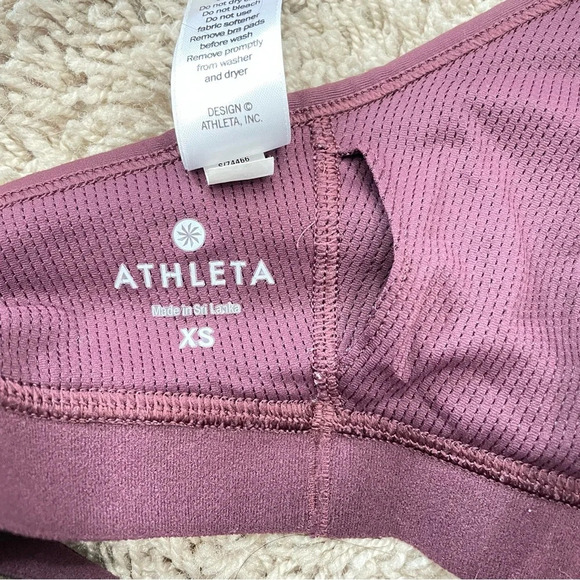 Do not bleach
Do not use
fabric softener
Remove bra pads
before wash
Remove promptly
from washer
and dryer
DESIGN ©
ATHLETA, INC.
ATHLETA
Made in Sri Lanka
XS